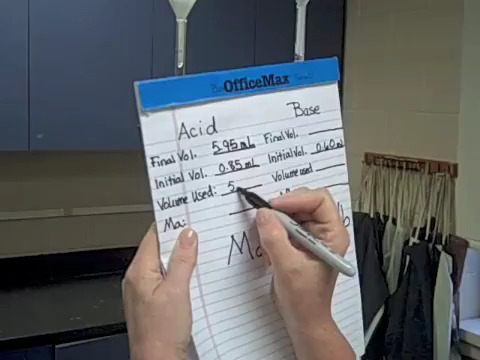 OfficeMax
Acid Base
Final Vol. 5.95 mL Final Vol.
Initial Vol. 0.85 mL Initial Vol. 0.60 mL
Volume Used: 5 Volume used
Ma:
Ma